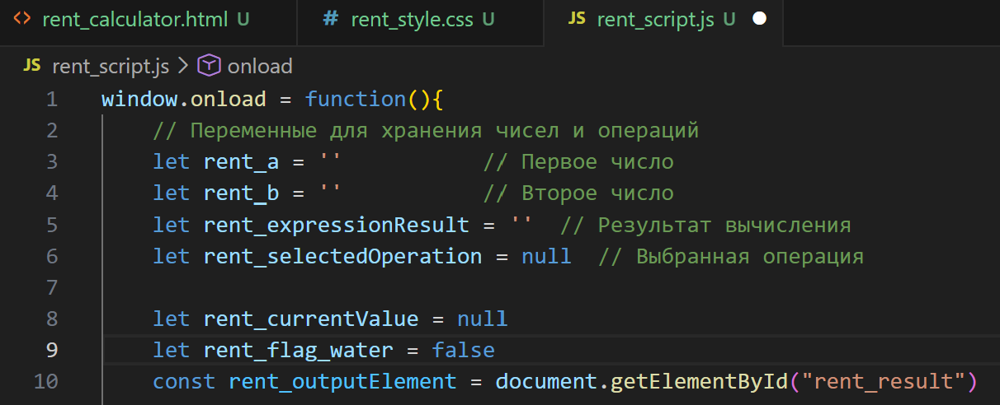 <> rent_calculator.html U # rent_style.css U JS rent_script.js U
JS rent_script.js > onload
1 window.onload = function(){
2 // Переменные для хранения чисел и операций
3 let rent_a = '' // Первое число
4 let rent_b = '' // Второе число
5 let rent_expressionResult = '' // Результат вычисления
6 let rent_selectedOperation = null // Выбранная операция
7
8 let rent_currentValue = null
9 let rent_flag_water = false
10 const rent_outputElement = document.getElementById("rent_result")